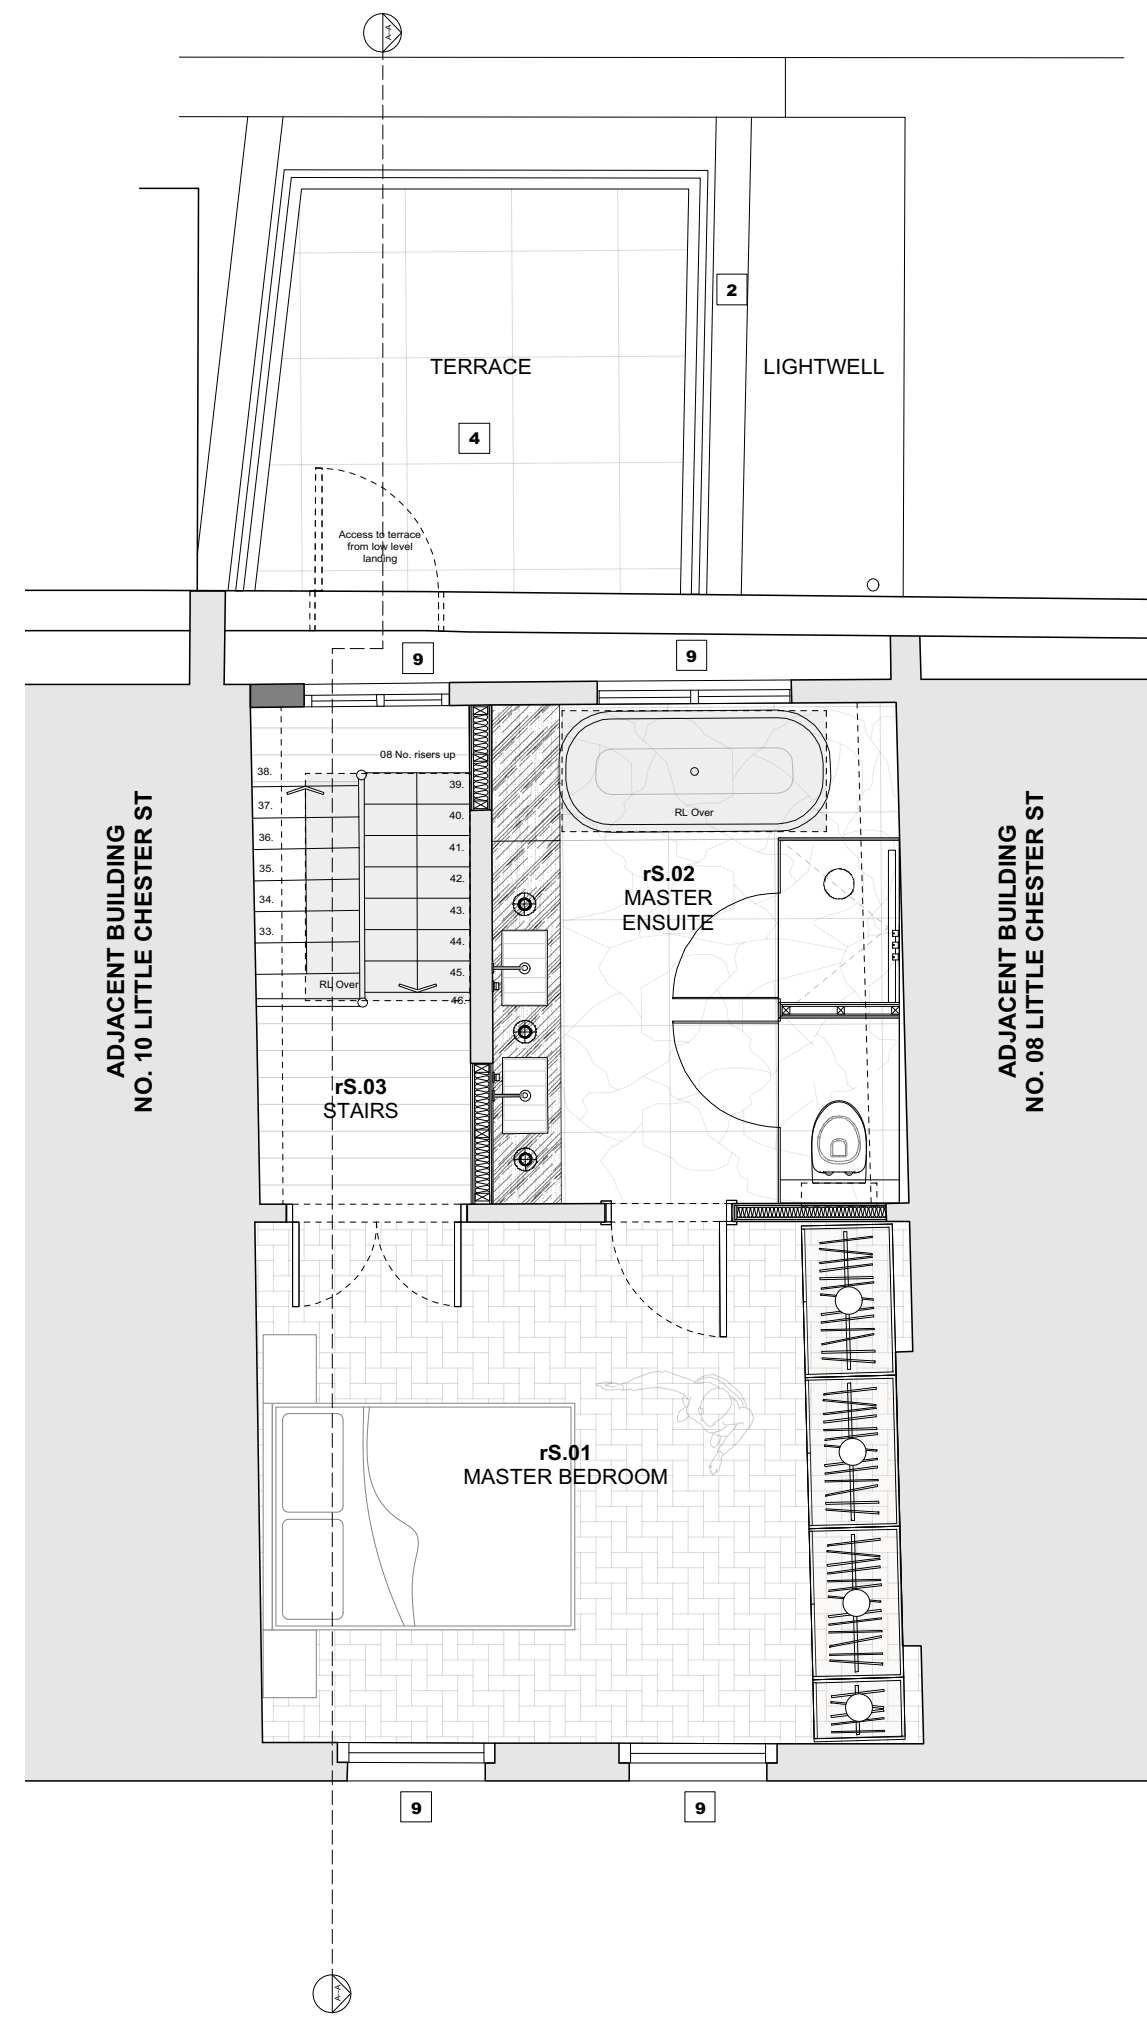 A-A
2
TERRACE
LIGHTWELL
4
Access to terrace
from low level
landing
9
9
08 No. risers up
38.
37.
36.
35.
34.
33.
39.
40.
41.
42.
43.
44.
45.
46.
RL Over
RL Over
rS.02
MASTER
ENSUITE
ADJACENT BUILDING
NO. 10 LITTLE CHESTER ST
ADJACENT BUILDING
NO. 08 LITTLE CHESTER ST
rS.03
STAIRS
rS.01
MASTER BEDROOM
9
9
A-A